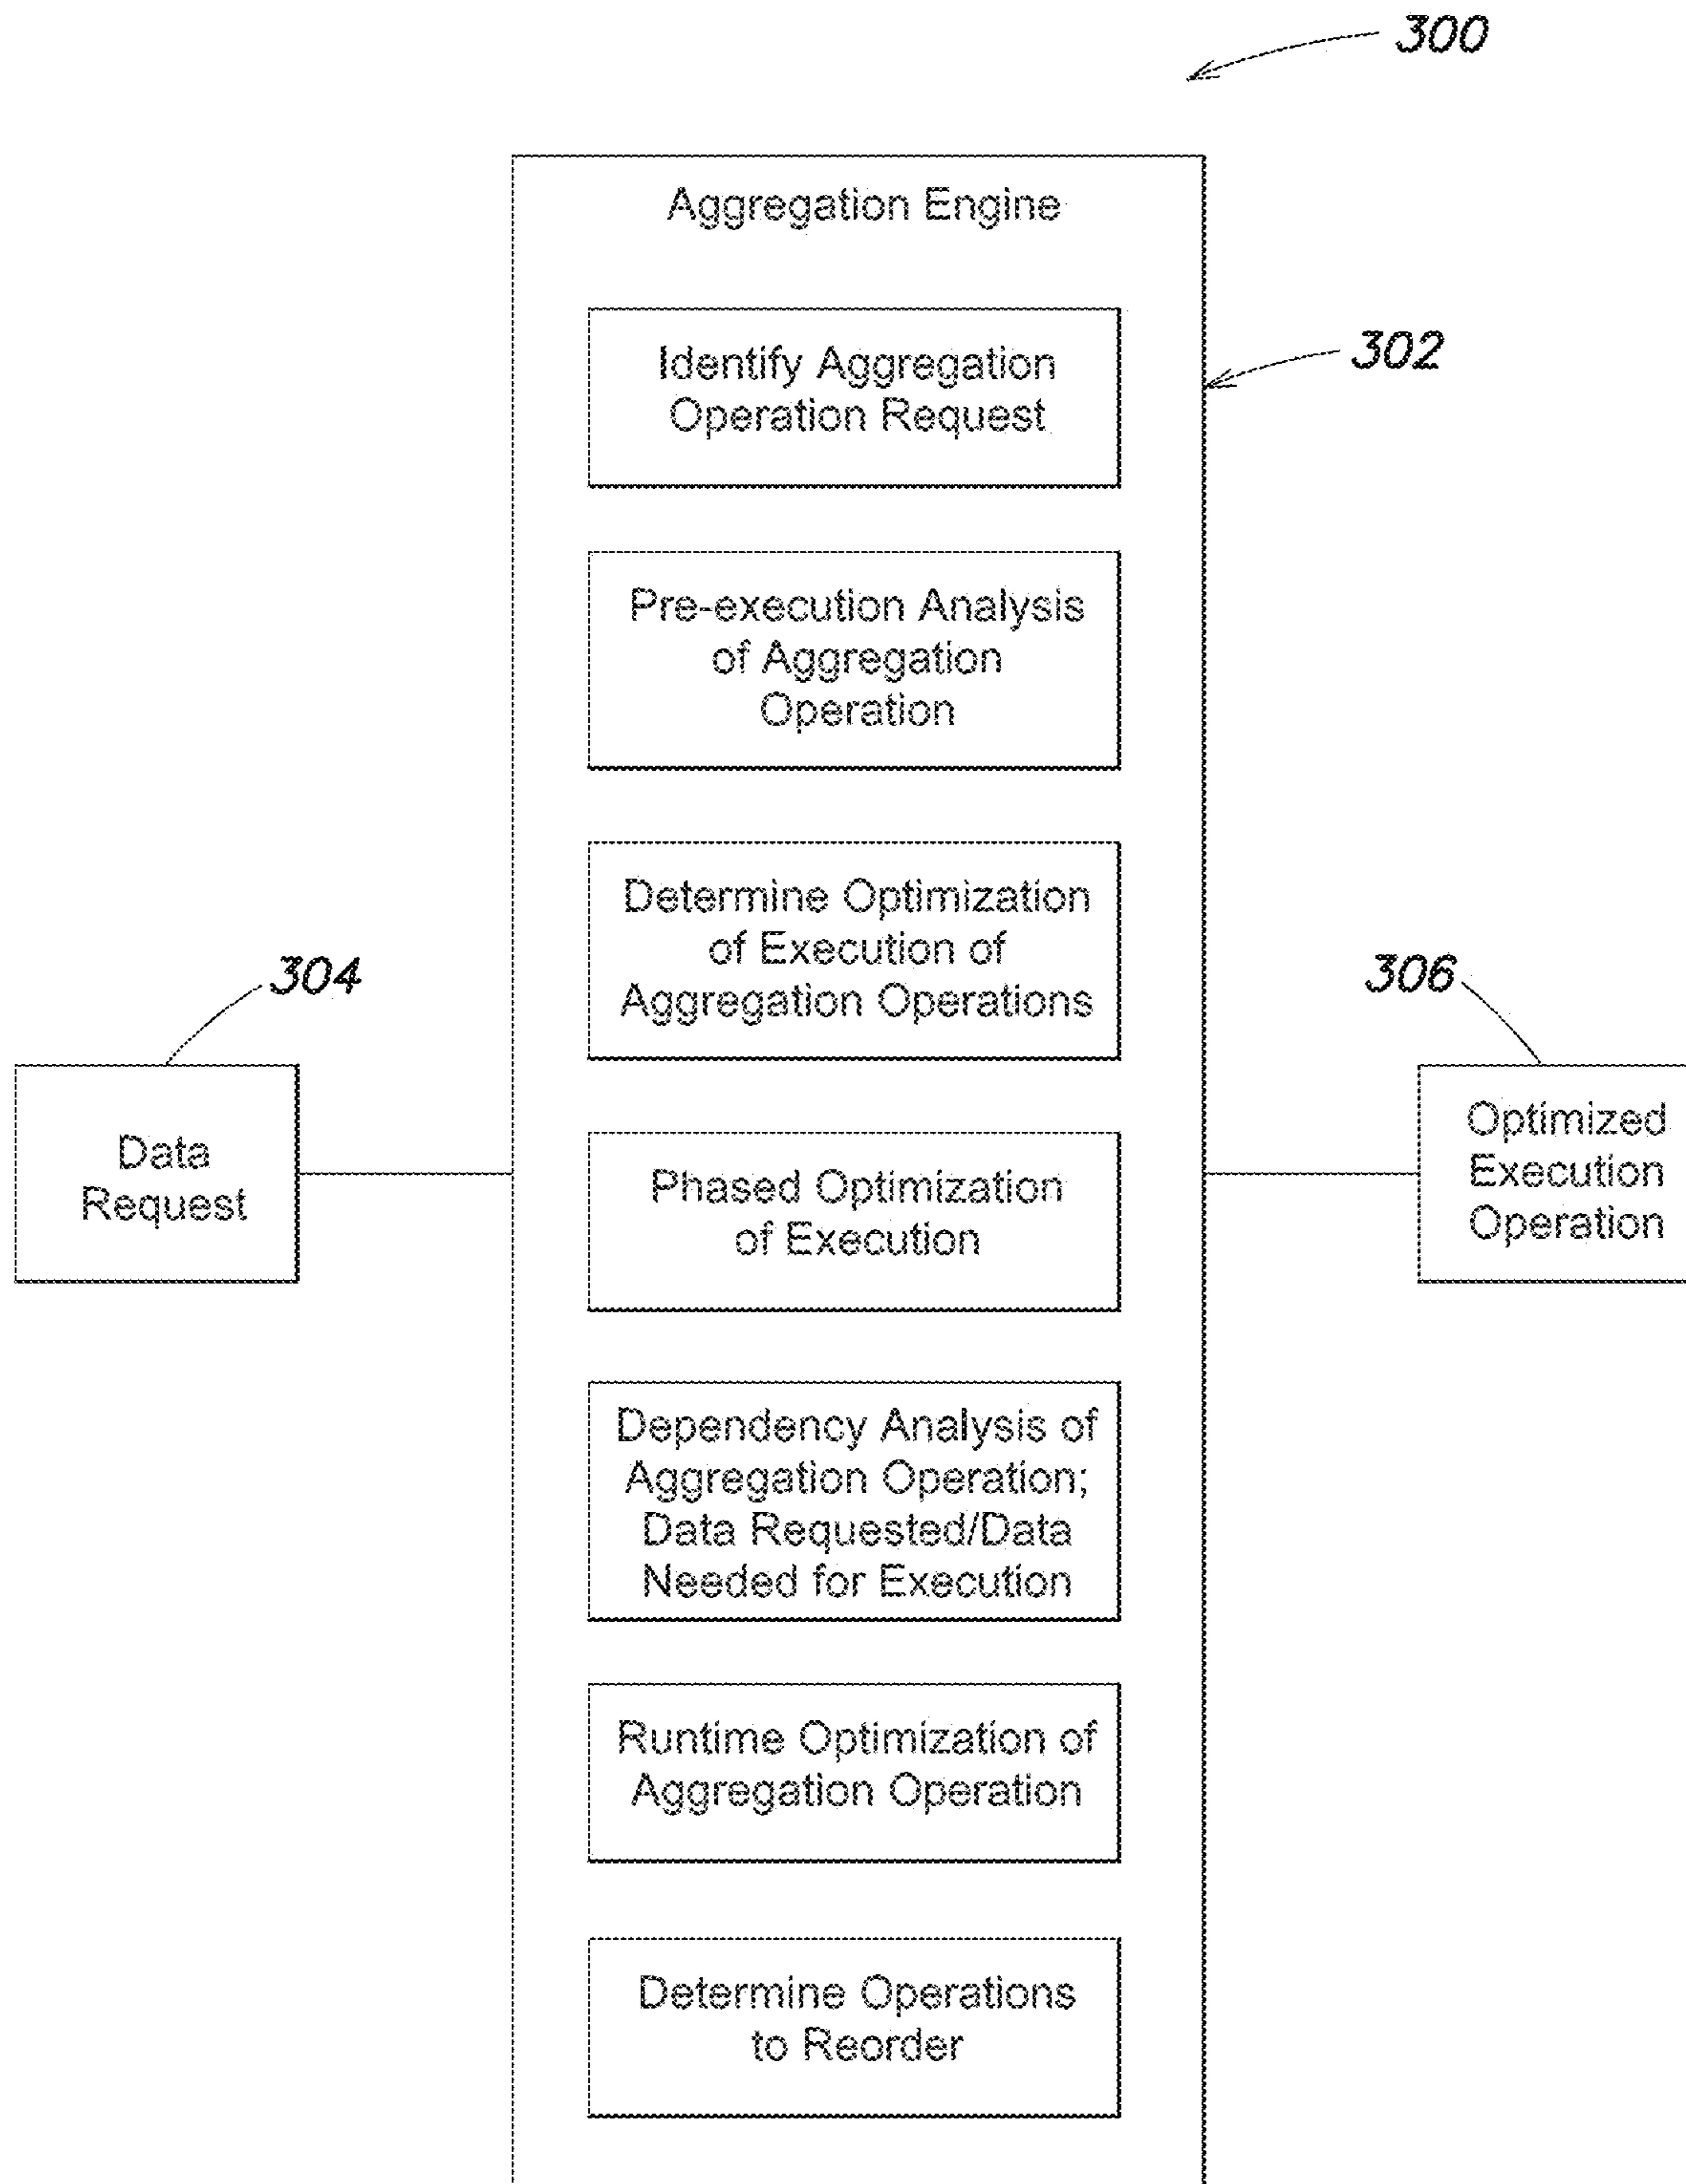 300
Aggregation Engine
Identify Aggregation
Operation Request
302
Pre-execution Analysis
of Aggregation
Operation
Determine Optimization
of Execution of
Aggregation Operations
304
306
Data
Request
Optimized
Execution
Operation
Phased Optimization
of Execution
Dependency Analysis of
Aggregation Operation;
Data Requested/Data
Needed for Execution
Runtime Optimization of
Aggregation Operation
Determine Operations
to Reorder